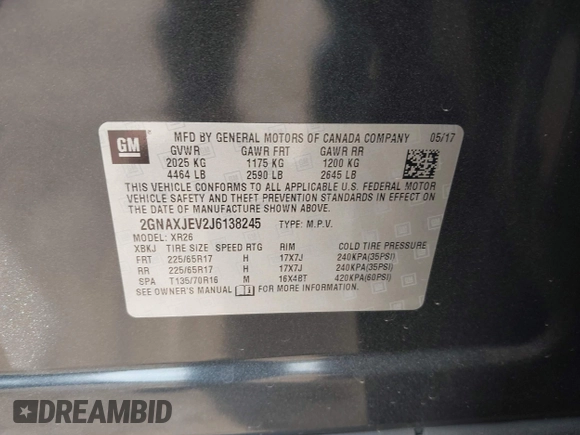 GM
MFD BY GENERAL MOTORS OF CANADA COMPANY 05/17
GVWR GAWR FRT GAWR RR
2025 KG 1175 KG 1200 KG
4464 LB 2590 LB 2645 LB
THIS VEHICLE CONFORMS TO ALL APPLICABLE U.S. FEDERAL MOTOR
VEHICLE SAFETY AND THEFT PREVENTION STANDARDS IN EFFECT ON
THE DATE OF MANUFACTURE SHOWN ABOVE.
2GNAXJEV2J6138245 TYPE: M.P.V.
MODEL: XR26
XBKJ TIRE SIZE SPEED RTG RIM COLD TIRE PRESSURE
FRT 225/65R17 H 17X7J 240KPA(35PSI)
RR 225/65R17 H 17X7J 240KPA(35PSI)
SPA T135/70R16 M 16X4BT 420KPA(60PSI)
SEE OWNER'S MANUAL FOR MORE INFORMATION.
DREAMBID